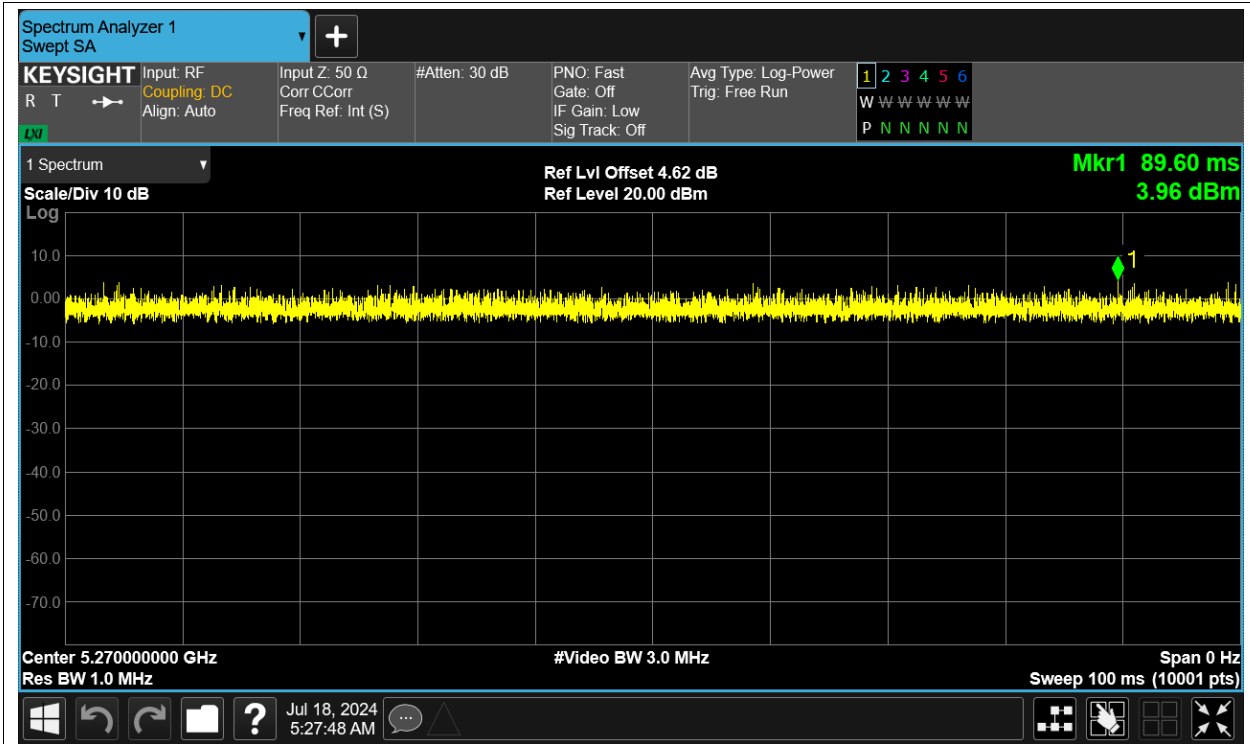 Spectrum Analyzer 1
Swept SA
KEYSIGHT
R T
LXI
Input: RF
Coupling: DC
Align: Auto
Input Z: 50 Ω
Corr CCorr
Freq Ref: Int (S)
#Atten: 30 dB
PNO: Fast
Gate: Off
IF Gain: Low
Sig Track: Off
Avg Type: Log-Power
Trig: Free Run
1 2 3 4 5 6
W W W W W W
P N N N N N
1 Spectrum
Scale/Div 10 dB
Ref Lvl Offset 4.62 dB
Ref Level 20.00 dBm
Mkr1 89.60 ms
3.96 dBm
Log
10.0
0.00
-10.0
-20.0
-30.0
-40.0
-50.0
-60.0
-70.0
1
Center 5.270000000 GHz
#Video BW 3.0 MHz
Span 0 Hz
Res BW 1.0 MHz
Sweep 100 ms (10001 pts)
?
Jul 18, 2024
5:27:48 AM